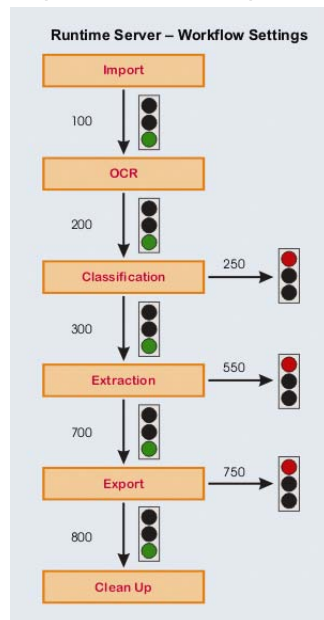 Runtime Server – Workflow Settings
Import
100
OCR
200
Classification
250
300
Extraction
550
700
Export
750
800
Clean Up